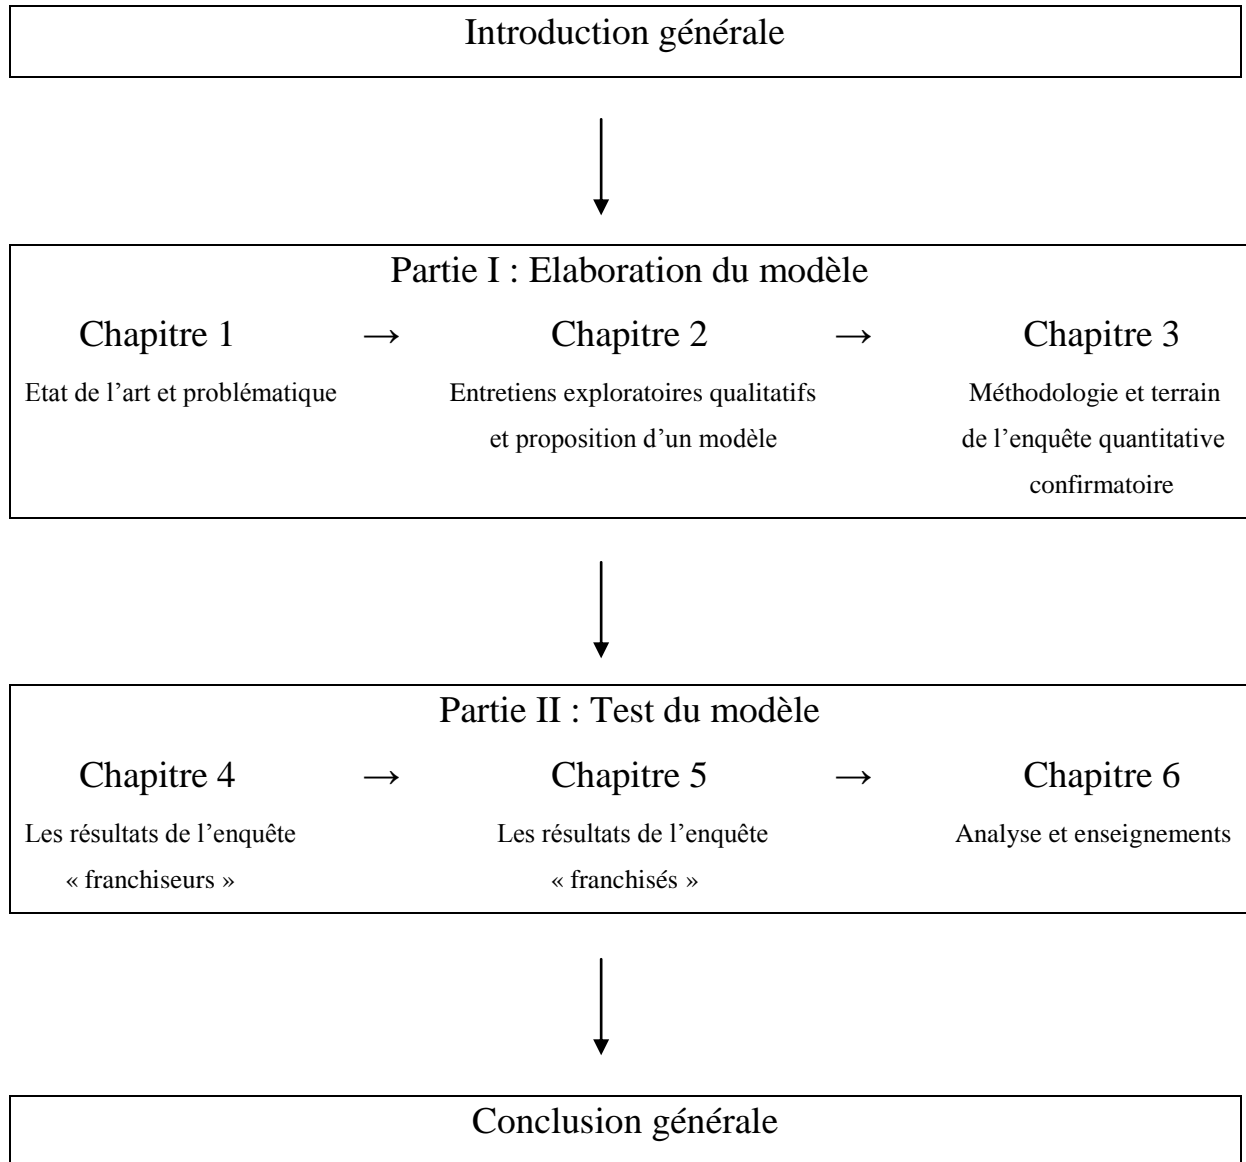 Introduction générale
Partie I : Elaboration du modèle
Chapitre 1 → Chapitre 2 → Chapitre 3
Etat de l’art et problématique Entretiens exploratoires qualitatifs Méthodologie et terrain
et proposition d’un modèle de l’enquête quantitative
confirmatoire
Partie II : Test du modèle
Chapitre 4 → Chapitre 5 → Chapitre 6
Les résultats de l’enquête Les résultats de l’enquête Analyse et enseignements
« franchiseurs » « franchisés »
Conclusion générale